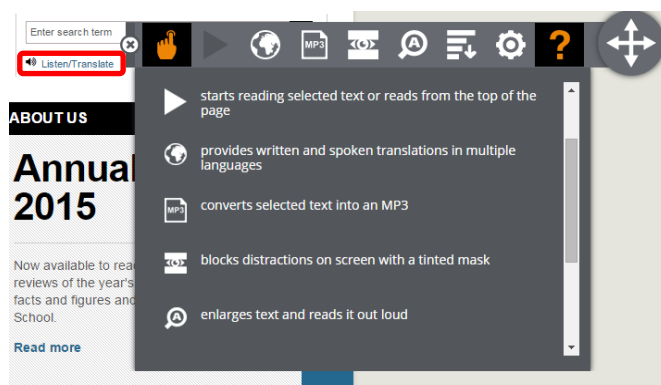 Enter search term
Listen/Translate
MP3
A
?
starts reading selected text or reads from the top of the
page
provides written and spoken translations in multiple
languages
MP3
converts selected text into an MP3
blocks distractions on screen with a tinted mask
A
enlarges text and reads it out loud
ABOUT US
Annual
2015
Now available to
reviews of the year's
facts and figures and
School.
Read more